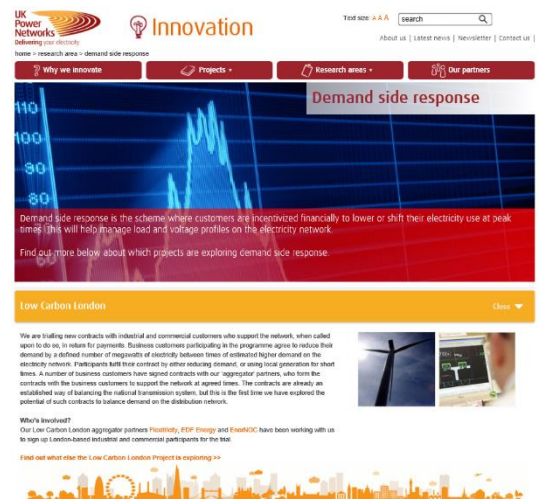 UK
Power
Networks
Delivering your electricity
Innovation
Text size: A A A
search
About us | Latest news | Newsletter | Contact us |
home > research area > demand side response
Why we innovate
Projects
Research areas
Our partners
Demand side response
110
100
90
80
Demand side response is the scheme where customers are incentivized financially to lower or shift their electricity use at peak
times. This will help manage load and voltage profiles on the electricity network.
60
Find out more below about which projects are exploring demand side response.
Low Carbon London
Close
We are trialling new contracts with industrial and commercial customers who support the network, when called
upon to do so, in return for payments. Business customers participating in the programme agree to reduce their
demand by a defined number of megawatts of electricity between times of estimated higher demand on the
electricity network. Participants fulfil their contract by either reducing demand, or using local generation for short
times. A number of business customers have signed contracts with our 'aggregator' partners, who form the
contracts with the business customers to support the network at agreed times. The contracts are already an
established way of balancing the national transmission system, but this is the first time we have explored the
potential of such contracts to balance demand on the distribution network.
Who's involved?
Our Low Carbon London aggregator partners Flexitricity, EDF Energy and EnerNOC have been working with us
to sign up London-based industrial and commercial participants for the trial
Find out what else the Low Carbon London Project is exploring >>